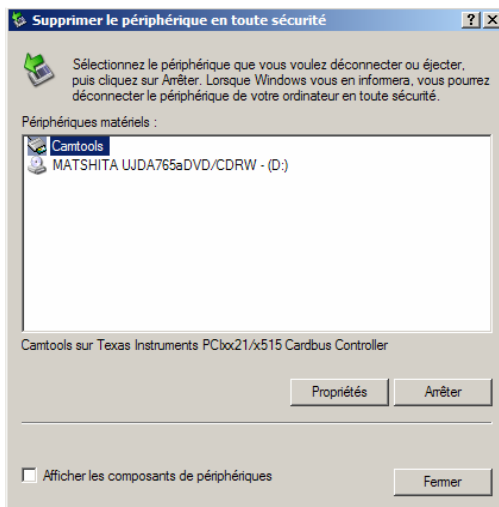 Supprimer le périphérique en toute sécurité
Sélectionnez le périphérique que vous voulez déconnecter ou éjecter,
puis cliquez sur Arrêter. Lorsque Windows vous en informera, vous pourrez
déconnecter le périphérique de votre ordinateur en toute sécurité.
Périphériques matériels :
Camtools
MATSHITA UJDA765aDVD/CDRW - (D:)
Camtools sur Texas Instruments PCIxx21/x515 Cardbus Controller
Propriétés Arrêter
Afficher les composants de périphériques
Fermer